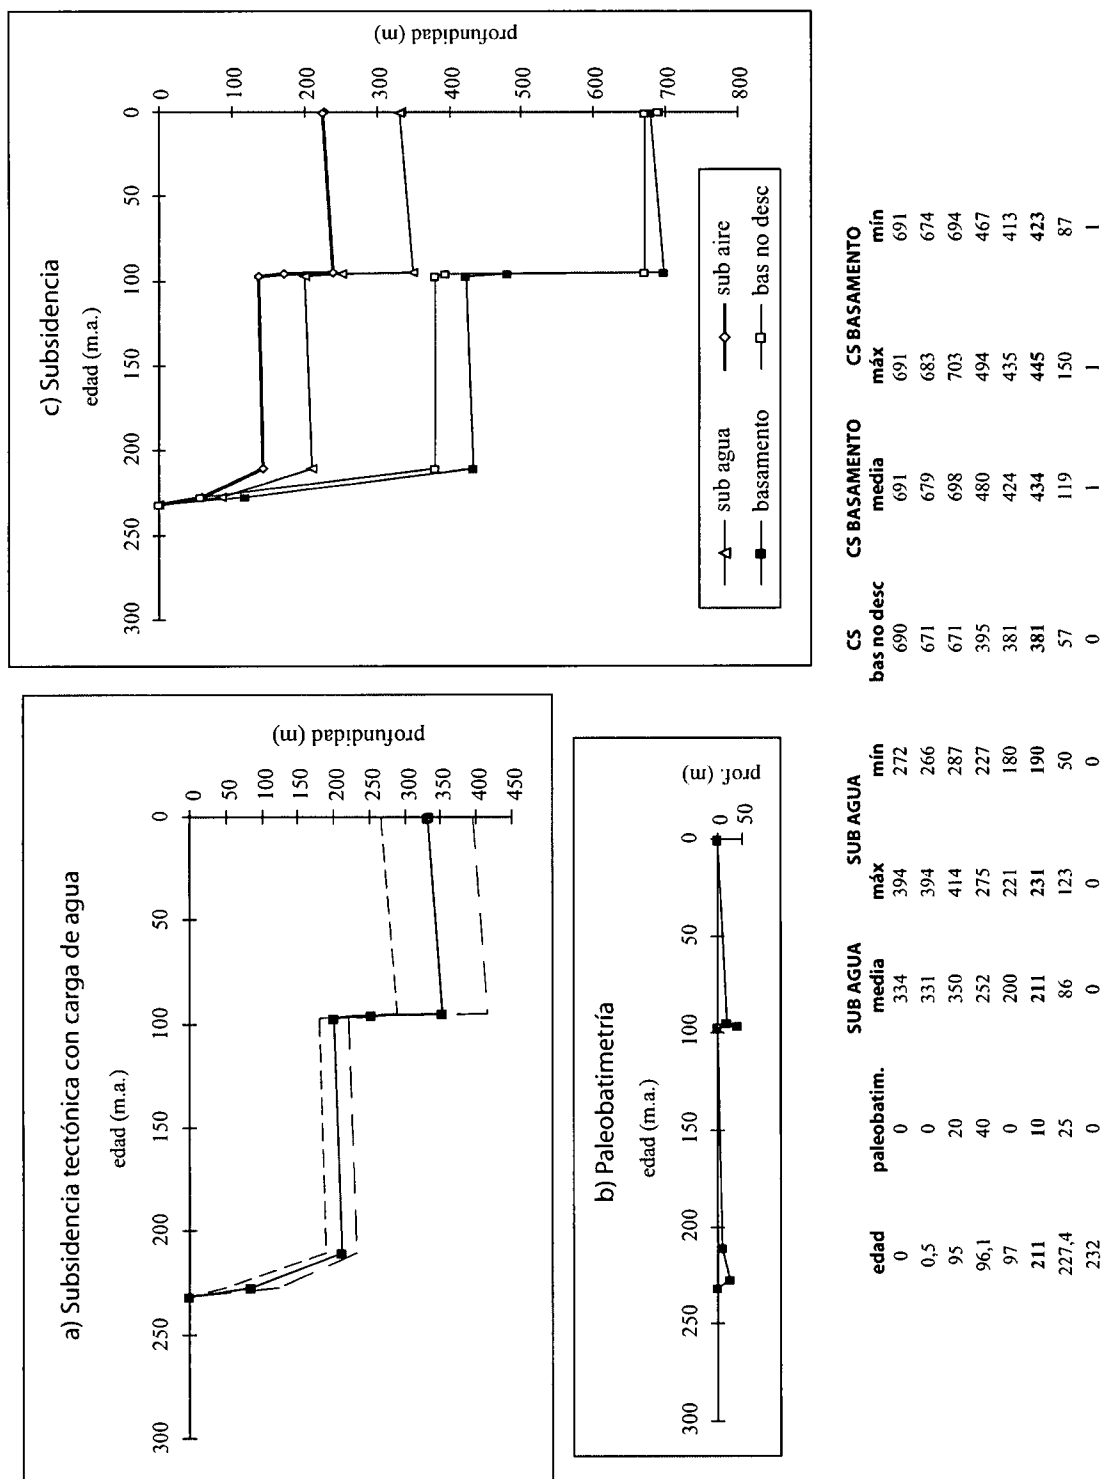 a) Subsidencia tectónica con carga de agua
edad (m.a.)
300 250 200 150 100 50 0
0
50
100
150
200
250
300
350
400
450
profundidad (m)
b) Paleobatimetría
edad (m.a.)
300 250 200 150 100 50 0
0
50
prof. (m)
c) Subsidencia
edad (m.a.)
300 250 200 150 100 50 0
0
100
200
300
400
500
600
700
800
profundidad (m)
sub agua sub aire
basamento bas no desc
SUB AGUA SUB AGUA CS CS BASAMENTO CS BASAMENTO
edad paleobatim. media máx mín bas no desc media máx mín
0 0 334 394 272 690 691 691 691
0,5 0 331 394 266 671 679 683 674
95 20 350 414 287 671 698 703 694
96,1 40 252 275 227 395 480 494 467
97 0 200 221 180 381 424 435 413
211 10 211 231 190 381 434 445 423
227,4 25 86 123 50 57 119 150 87
232 0 0 0 0 0 1 1 1